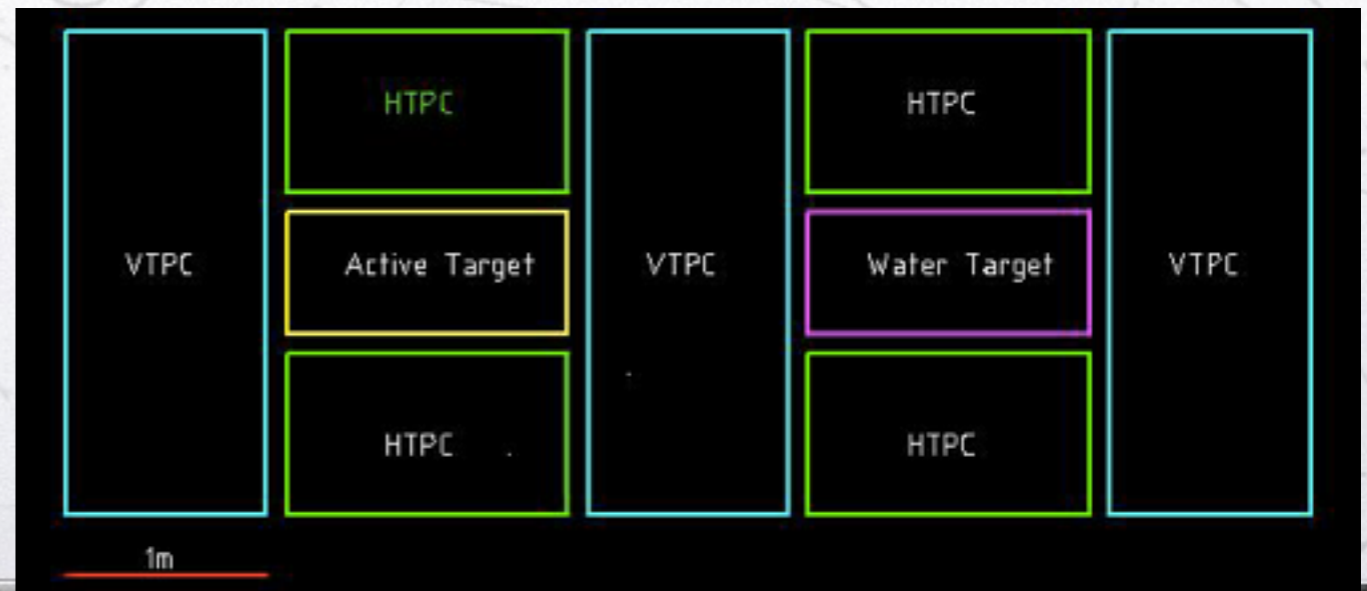 HTPC
HTPC
VTPC
Active Target
VTPC
Water Target
VTPC
HTPC
HTPC
1m